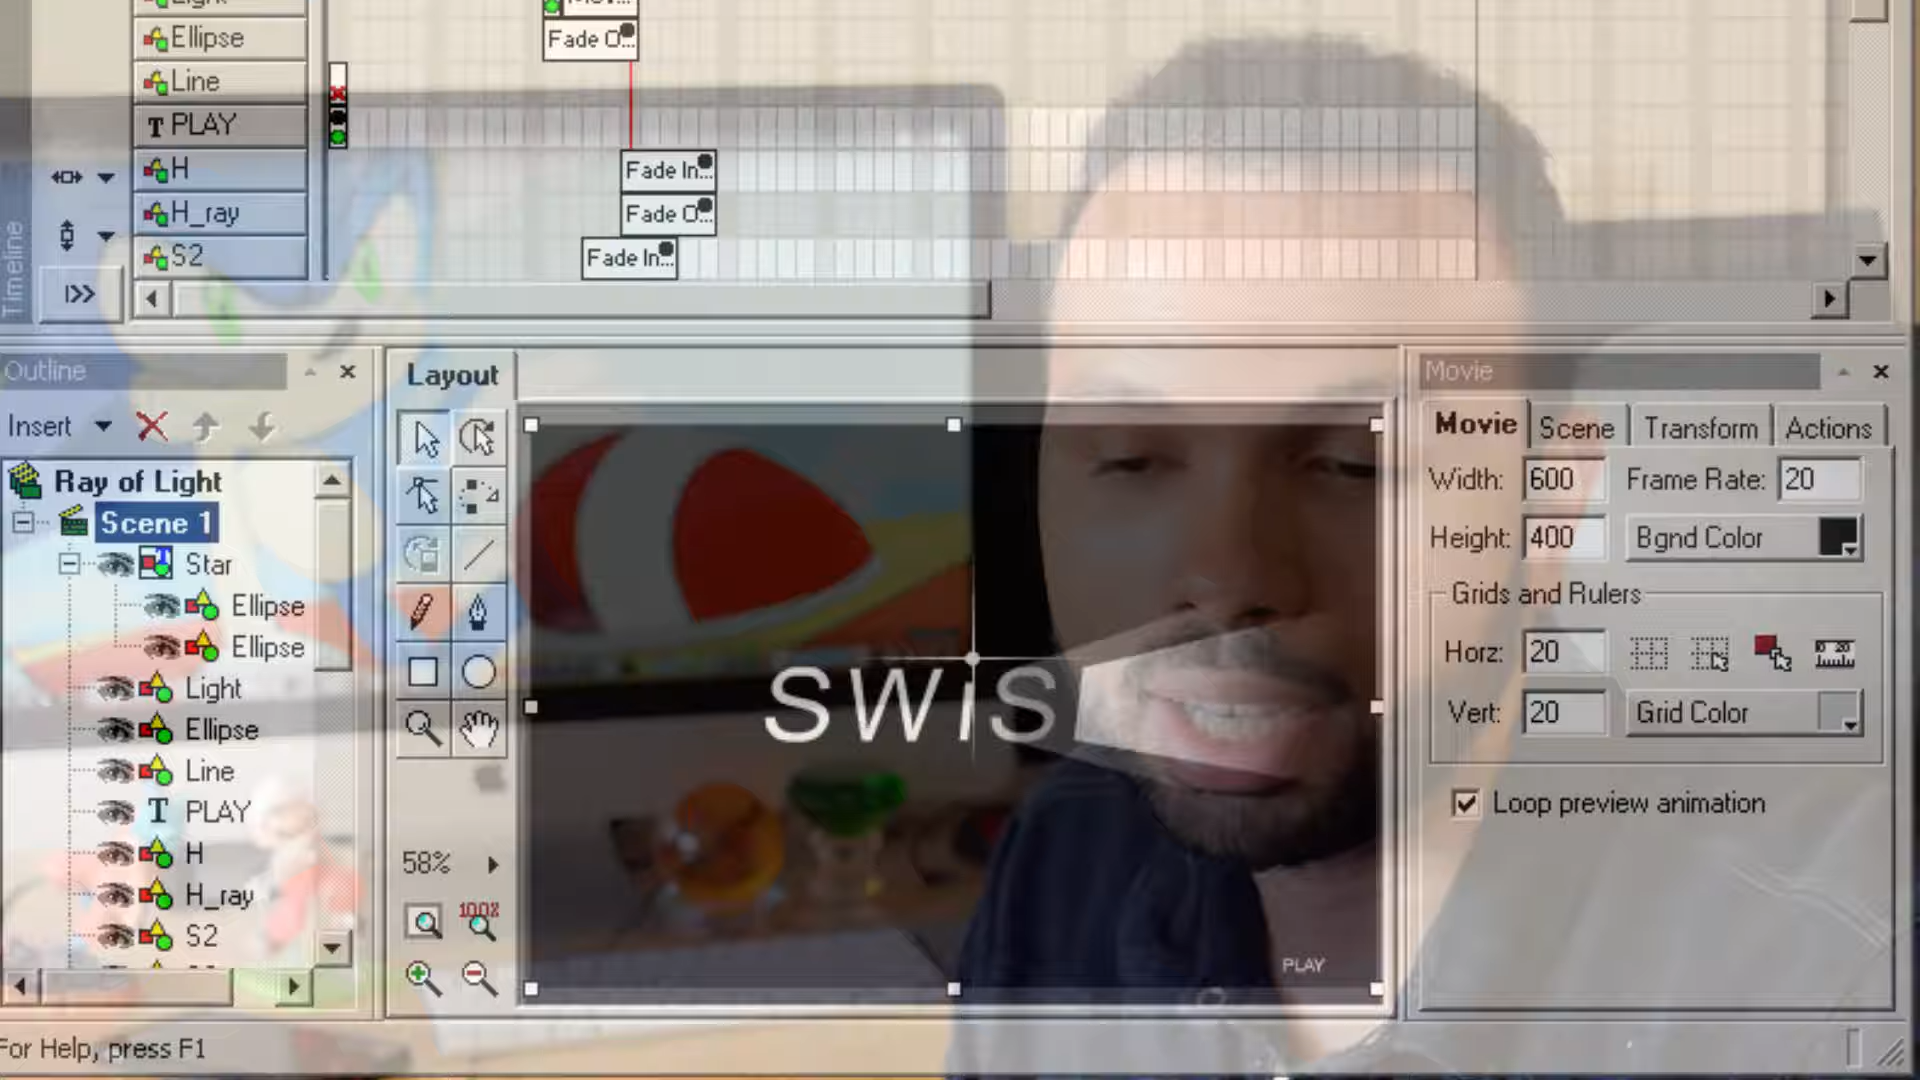 Ellipse
Fade O...
Line
T PLAY
H
Fade In...
H_ray
Fade O...
S2
Fade In...
Timeline
Outline
Insert
Ray of Light
Scene 1
Star
Ellipse
Ellipse
Light
Ellipse
Line
T PLAY
H
H_ray
S2
Layout
58%
100%
SWiS
PLAY
Movie
Movie Scene Transform Actions
Width: 600 Frame Rate: 20
Height: 400 Bgnd Color
Grids and Rulers
Horz: 20
Vert: 20 Grid Color
Loop preview animation
For Help, press F1